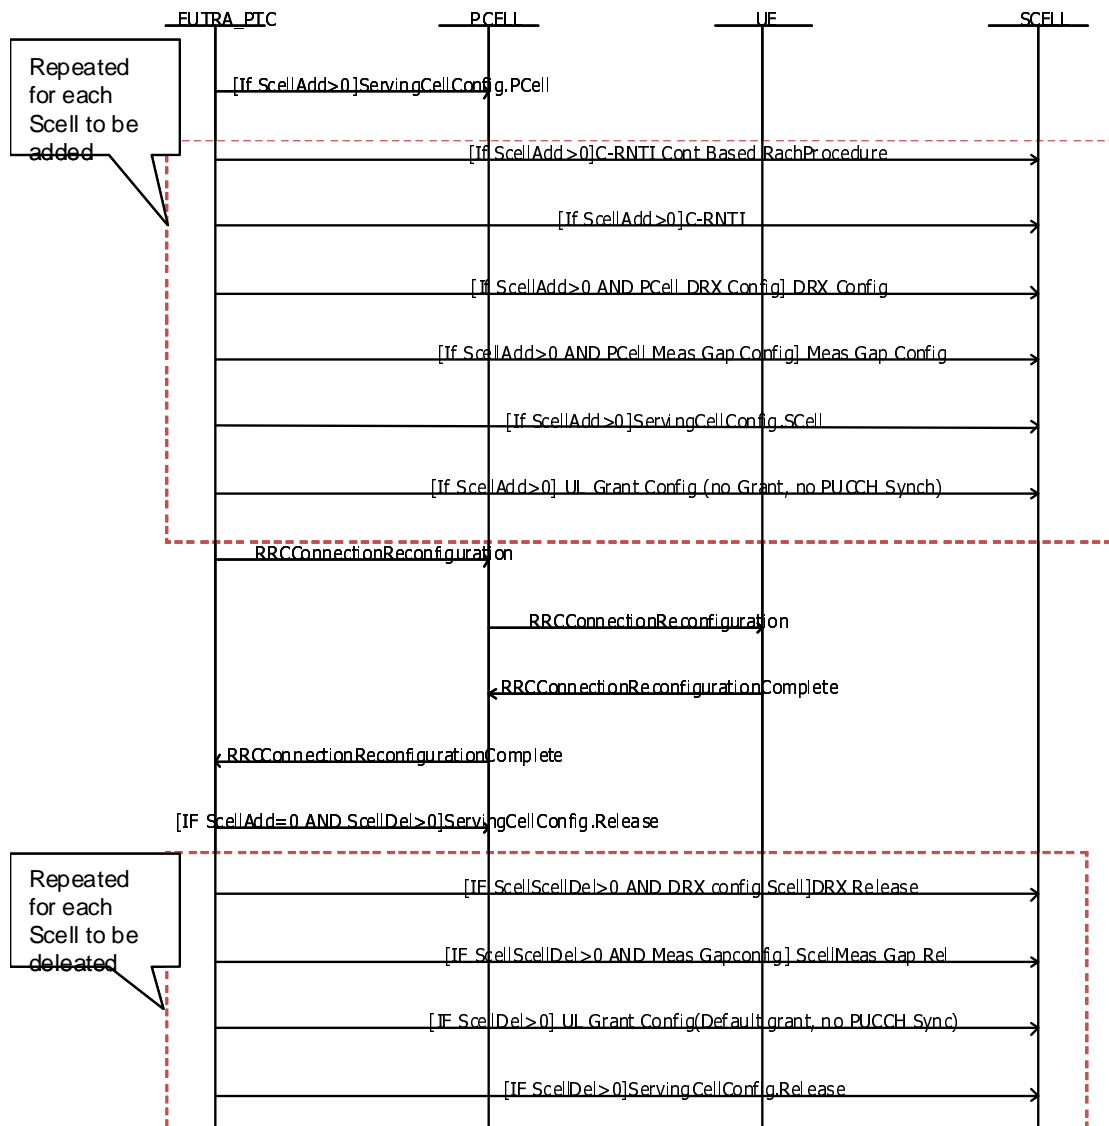 EUTRA_PTC PCELL UE SCELL
Repeated
for each
Scell to be
added
[If ScellAdd>0]ServingCellConfig.PCell
[If ScellAdd>0]C-RNTI Cont Based RachProcedure
[If ScellAdd>0]C-RNTI
[If ScellAdd>0 AND PCell DRX Config] DRX Config
[If ScellAdd>0 AND PCell Meas Gap Config] Meas Gap Config
[If ScellAdd>0]ServingCellConfig.SCell
[If ScellAdd>0] UL Grant Config (no Grant, no PUCCH Synch)
RRCConnectionReconfiguration
RRCConnectionReconfiguration
RRCConnectionReconfigurationComplete
RRCConnectionReconfigurationComplete
[IF ScellAdd=0 AND ScellDel>0]ServingCellConfig.Release
Repeated
for each
Scell to be
deleated
[IF ScellScellDel>0 AND DRX config Scell]DRX Release
[IF ScellScellDel>0 AND Meas Gapconfig] ScellMeas Gap Rel
[IF ScellDel>0] UL Grant Config(Default grant, no PUCCH Sync)
[IF ScellDel>0]ServingCellConfig.Release